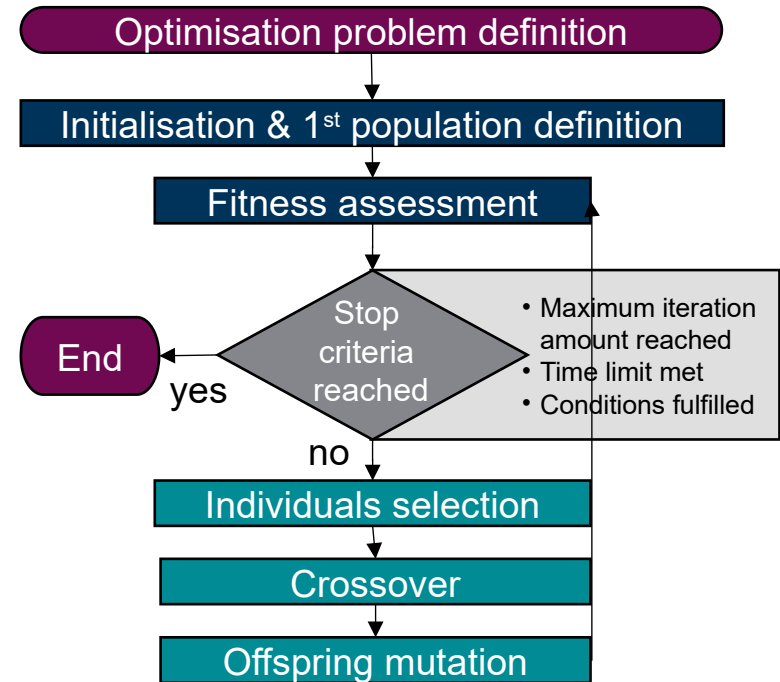 Optimisation problem definition
Initialisation & 1st population definition
Fitness assessment
Stop
criteria
reached
• Maximum iteration
amount reached
• Time limit met
• Conditions fulfilled
End
yes
no
Individuals selection
Crossover
Offspring mutation